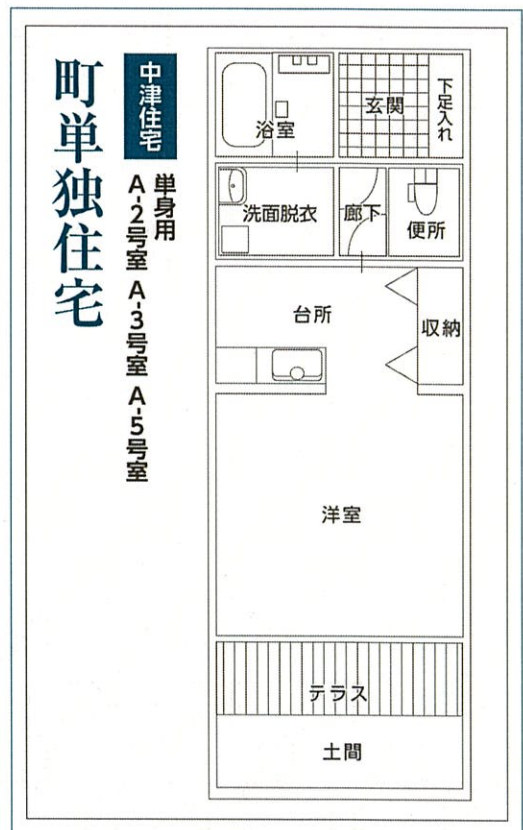 町単独住宅
中津住宅
単身用
A-2号室 A-3号室 A-5号室
浴室
玄関
下足入れ
洗面脱衣
廊下
便所
台所
収納
洋室
テラス
土間